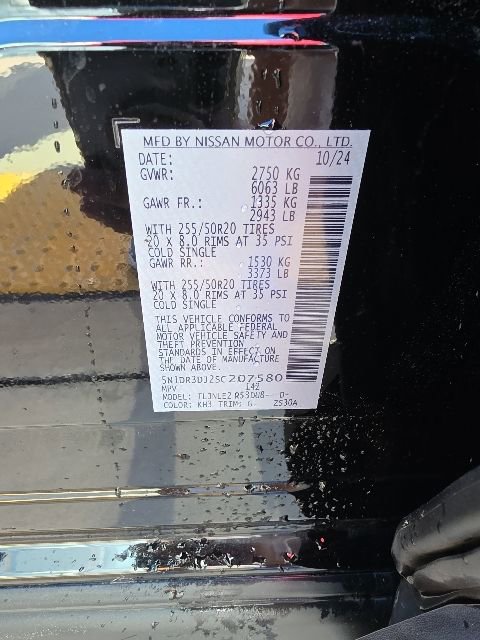 MFD BY NISSAN MOTOR CO., LTD.
DATE: 10/24
GVWR: 2750 KG
6063 LB
GAWR FR.: 1335 KG
2943 LB
WITH 255/50R20 TIRES
20 X 8.0 RIMS AT 35 PSI
COLD SINGLE
GAWR RR.: 1530 KG
3373 LB
WITH 255/50R20 TIRES
20 X 8.0 RIMS AT 35 PSI
COLD SINGLE
THIS VEHICLE CONFORMS TO
ALL APPLICABLE FEDERAL
MOTOR VEHICLE SAFETY AND
THEFT PREVENTION
STANDARDS IN EFFECT ON
THE DATE OF MANUFACTURE
SHOWN ABOVE.
5N1DR3DJ2SC207580
MPV 142
MODEL:
COLOR: KH3 TRIM: G 2S30A